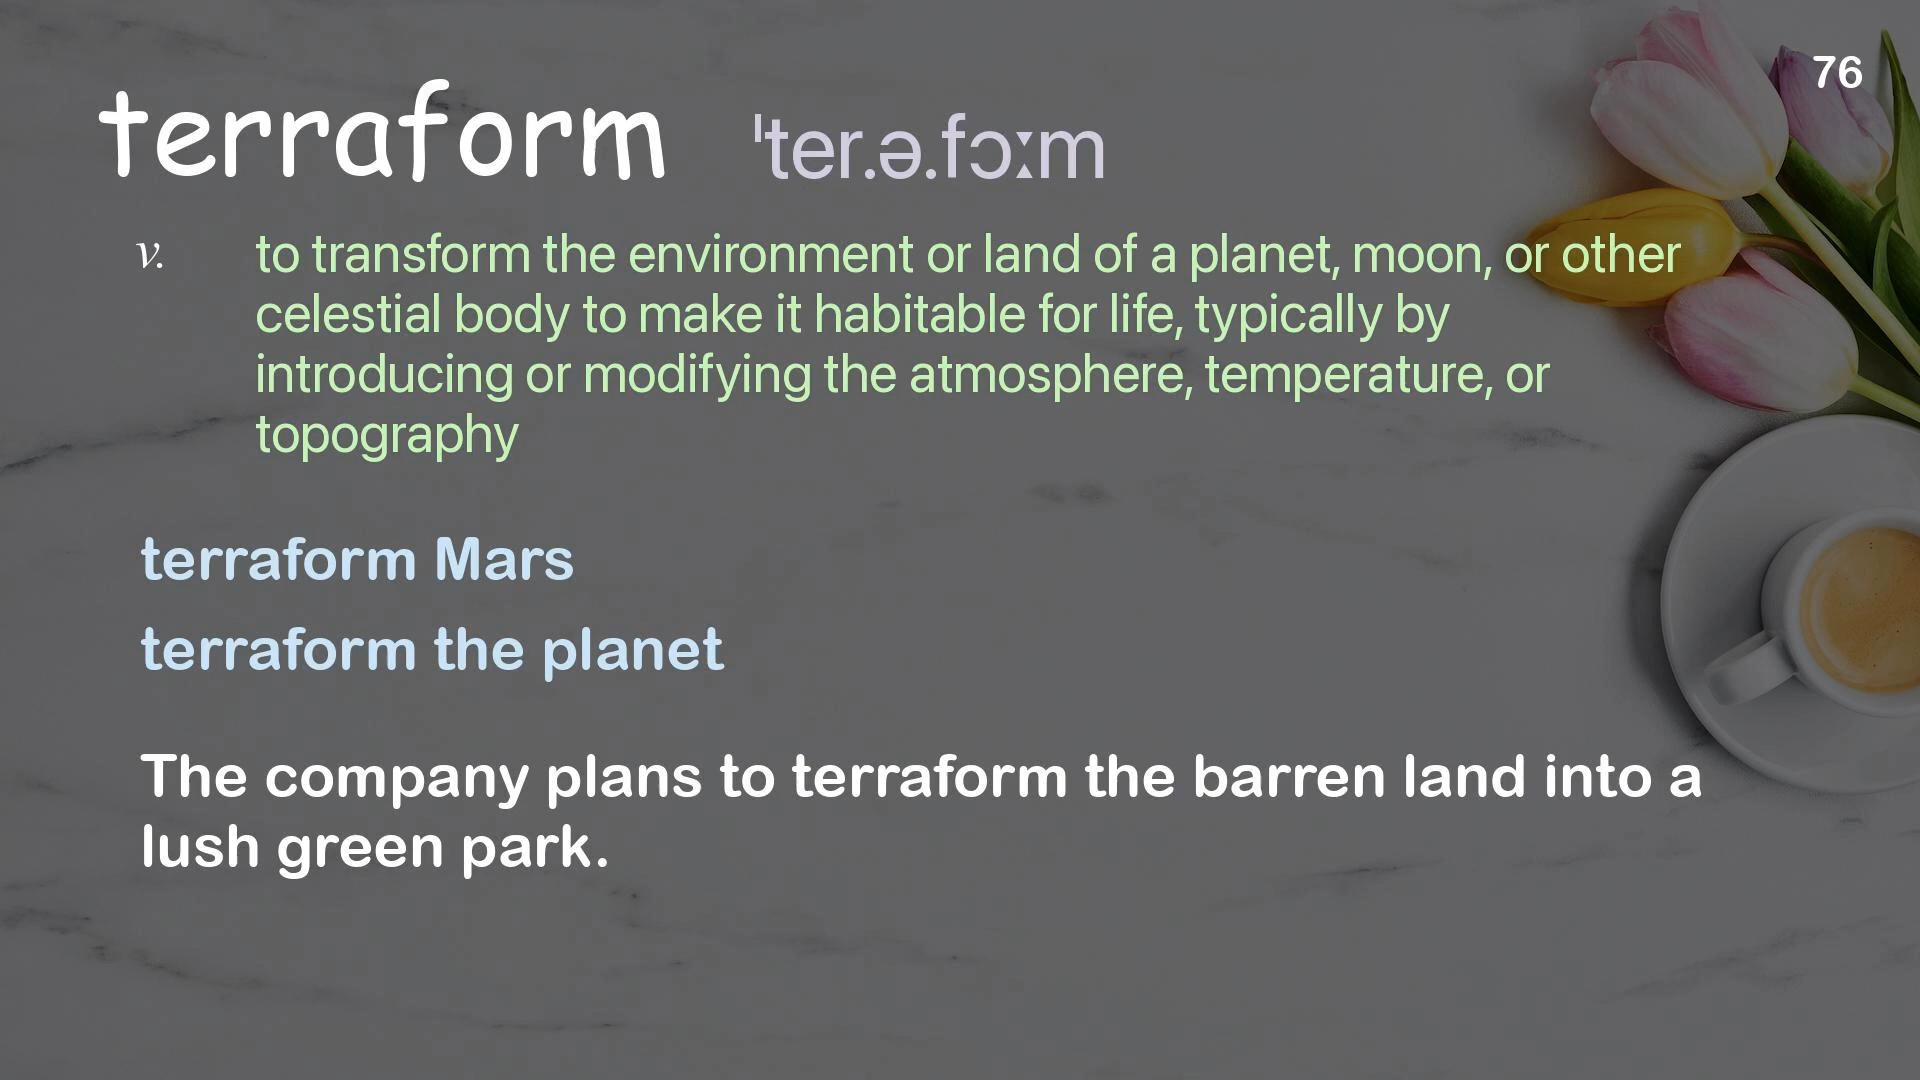 76
terraform ˈter.ə.fɔːm
v. to transform the environment or land of a planet, moon, or other
celestial body to make it habitable for life, typically by
introducing or modifying the atmosphere, temperature, or
topography
terraform Mars
terraform the planet
The company plans to terraform the barren land into a
lush green park.